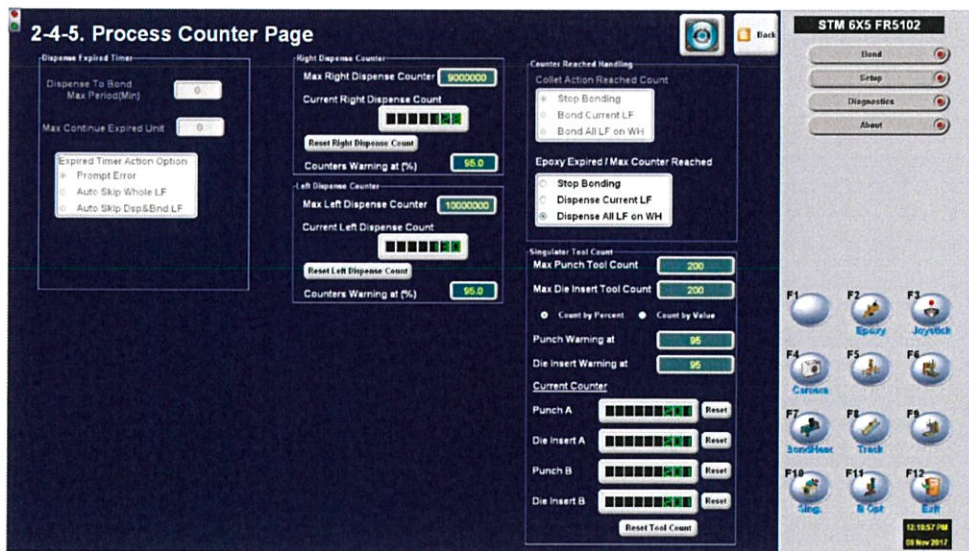 2-4-5. Process Counter Page
Back
Dispense Expired Timer
Dispense To Bond
Max Period(Min)
0
Max Continue Expired Unit
0
Expired Timer Action Option
Prompt Error
Auto Skip Whole LF
Auto Skip Dsp&Bnd LF
Right Dispense Counter
Max Right Dispense Counter
9000000
Current Right Dispense Count
Reset Right Dispense Count
Counters Warning at (%)
95.0
Left Dispense Counter
Max Left Dispense Counter
10000000
Current Left Dispense Count
Reset Left Dispense Count
Counters Warning at (%)
95.0
Counter Reached Handling
Collet Action Reached Count
Stop Bonding
Bond Current LF
Bond All LF on WH
Epoxy Expired / Max Counter Reached
Stop Bonding
Dispense Current LF
Dispense All LF on WH
Singulator Tool Count
Max Punch Tool Count
200
Max Die Insert Tool Count
200
Count by Percent
Count by Value
Punch Warning at
95
Die Insert Warning at
95
Current Counter
Punch A
Reset
Die Insert A
Reset
Punch B
Reset
Die Insert B
Reset
Reset Tool Count
STM 6X5 FR5102
Bond
Setup
Diagnostics
About
F1
F2
F3
Epoxy
Joystick
F4
F5
F6
Camera
F7
F8
F9
BondHead
Track
F10
F11
F12
Sing.
B Opt
Exit
12:18:57 PM
09 Nov 2017